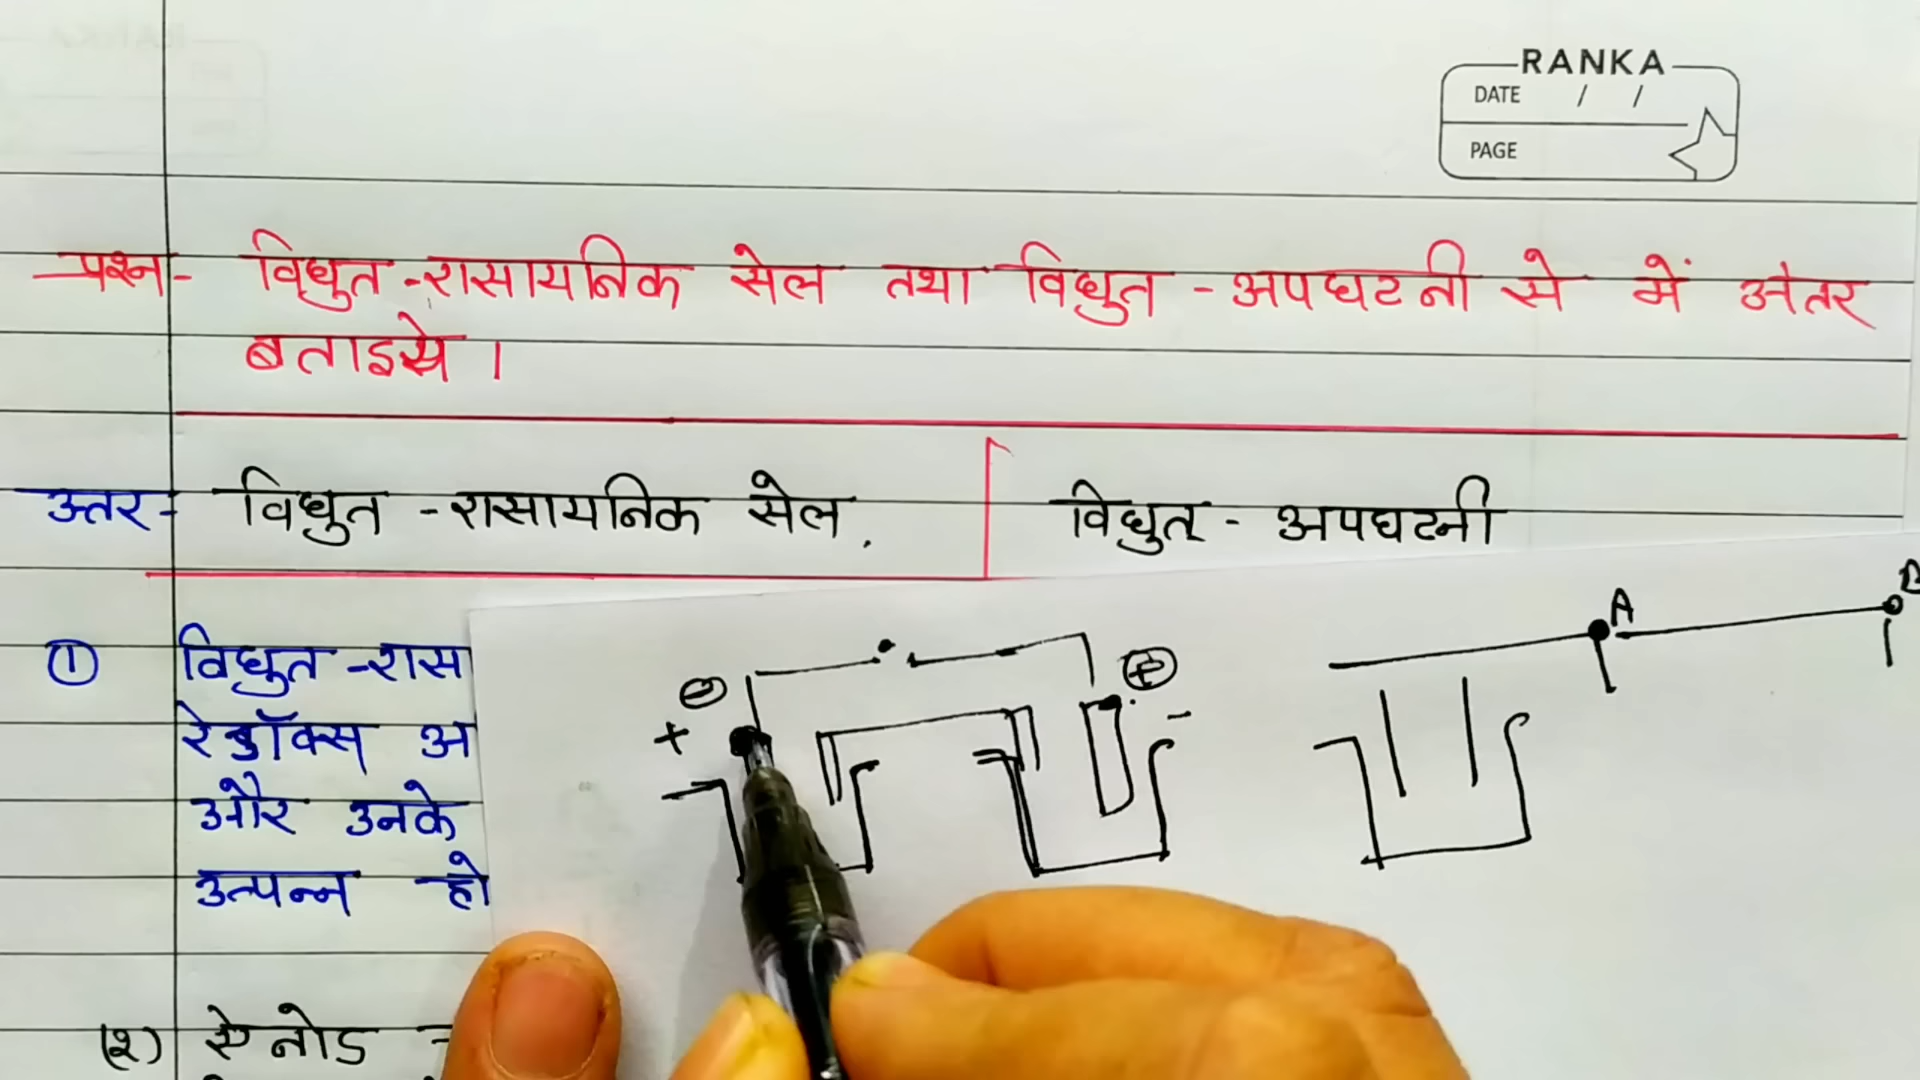 RANKA
DATE / /
PAGE
प्रश्न- विधुत-रासायनिक सेल तथा विधुत - अपघटनी से में अंतर
बताइये ।
उत्तर- विधुत - रासायनिक सेल . विधुत् - अपघटनी
① विधुत -रास
रेडॉक्स अ
और उनके
उत्पन्न हो
(२) ऐनोड
A B
⊖ ⊕
+ -